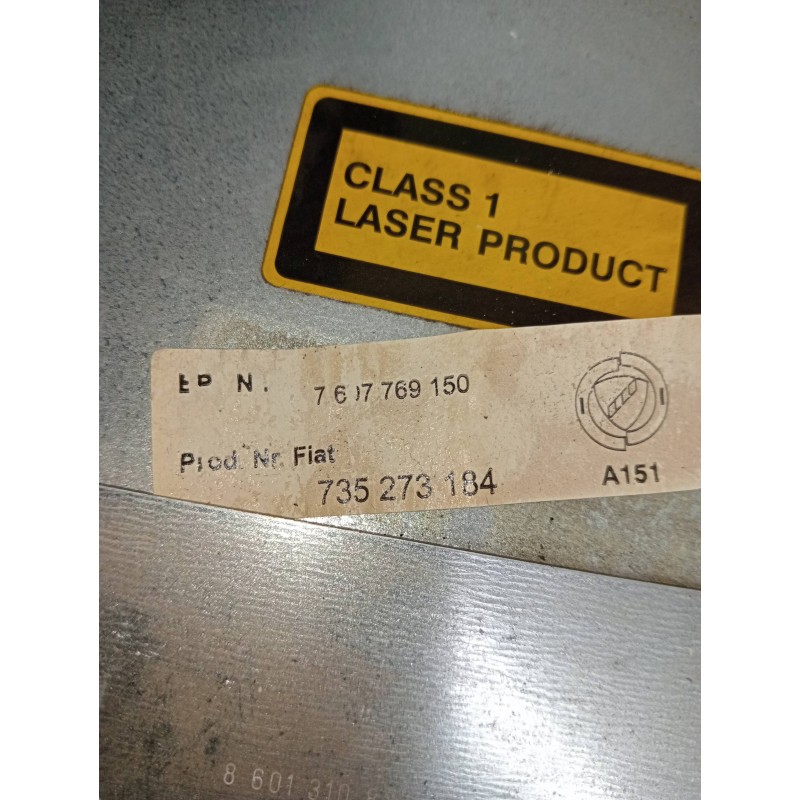 CLASS 1
LASER PRODUCT
7 607 769 150
Prod. Nr. Fiat
735 273 184
A151
8 601 310